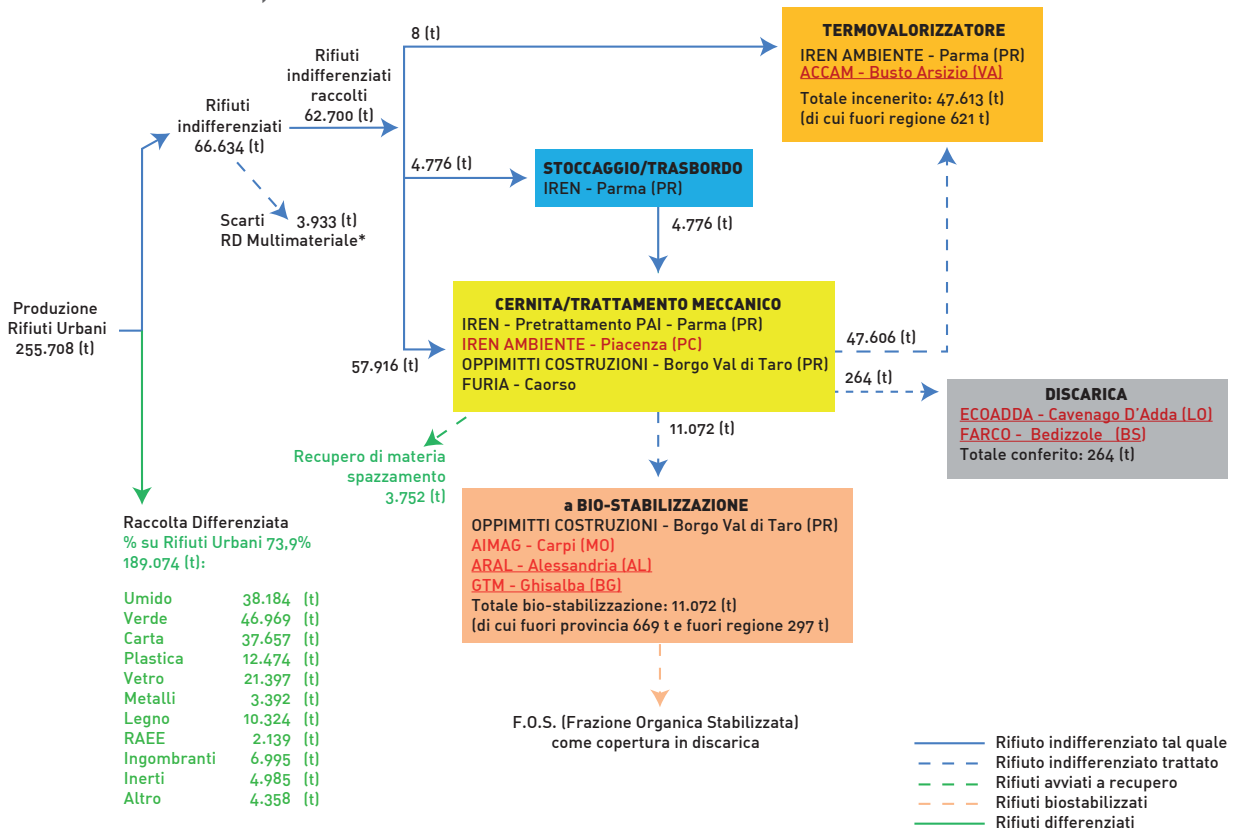 8 (t)
Rifiuti
indifferenziati
raccolti
62.700 (t)
TERMOVALORIZZATORE
IREN AMBIENTE - Parma (PR)
ACCAM - Busto Arsizio (VA)
Totale incenerito: 47.613 (t)
(di cui fuori regione 621 t)
Rifiuti
indifferenziati
66.634 (t)
4.776 (t)
STOCCAGGIO/TRASBORDO
IREN - Parma (PR)
Scarti 3.933 (t)
RD Multimateriale*
4.776 (t)
Produzione
Rifiuti Urbani
255.708 (t)
57.916 (t)
CERNITA/TRATTAMENTO MECCANICO
IREN - Pretrattamento PAI - Parma (PR)
IREN AMBIENTE - Piacenza (PC)
OPPIMITTI COSTRUZIONI - Borgo Val di Taro (PR)
FURIA - Caorso
47.606 (t)
264 (t)
DISCARICA
ECOADDA - Cavenago D'Adda (LO)
FARCO - Bedizzole (BS)
Totale conferito: 264 (t)
11.072 (t)
Recupero di materia
spazzamento
3.752 (t)
a BIO-STABILIZZAZIONE
OPPIMITTI COSTRUZIONI - Borgo Val di Taro (PR)
AIMAG - Carpi (MO)
ARAL - Alessandria (AL)
GTM - Ghisalba (BG)
Totale bio-stabilizzazione: 11.072 (t)
(di cui fuori provincia 669 t e fuori regione 297 t)
Raccolta Differenziata
% su Rifiuti Urbani 73,9%
189.074 (t):
Umido 38.184 (t)
Verde 46.969 (t)
Carta 37.657 (t)
Plastica 12.474 (t)
Vetro 21.397 (t)
Metalli 3.392 (t)
Legno 10.324 (t)
RAEE 2.139 (t)
Ingombranti 6.995 (t)
Inerti 4.985 (t)
Altro 4.358 (t)
F.O.S. (Frazione Organica Stabilizzata)
come copertura in discarica
Rifiuto indifferenziato tal quale
Rifiuto indifferenziato trattato
Rifiuti avviati a recupero
Rifiuti biostabilizzati
Rifiuti differenziati